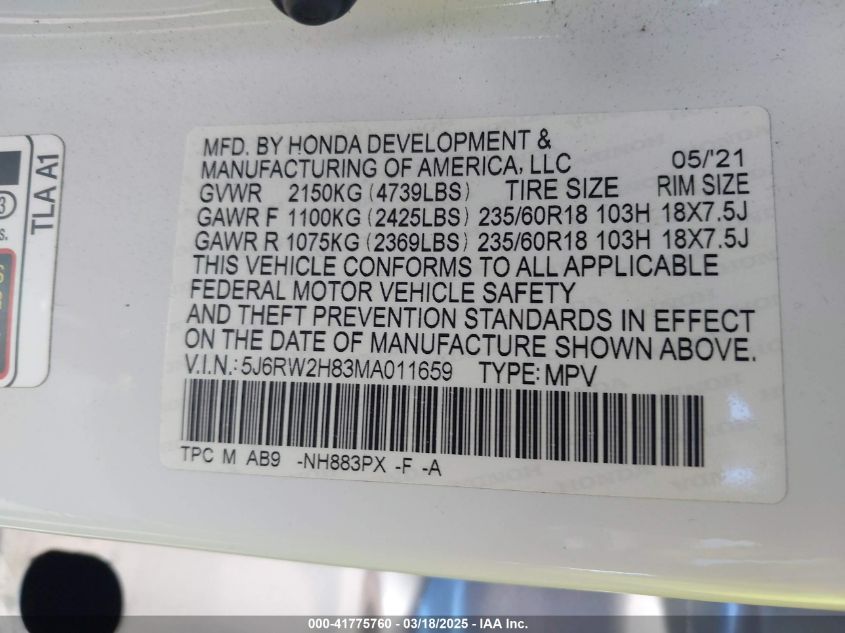 MFD. BY HONDA DEVELOPMENT &
MANUFACTURING OF AMERICA, LLC 05/'21
GVWR 2150KG (4739LBS) TIRE SIZE RIM SIZE
GAWR F 1100KG (2425LBS) 235/60R18 103H 18X7.5J
GAWR R 1075KG (2369LBS) 235/60R18 103H 18X7.5J
THIS VEHICLE CONFORMS TO ALL APPLICABLE
FEDERAL MOTOR VEHICLE SAFETY
AND THEFT PREVENTION STANDARDS IN EFFECT
ON THE DATE OF MANUFACTURE SHOWN ABOVE.
V.I.N.: 5J6RW2H83MA011659 TYPE: MPV
TPC M AB9 -NH883PX -F -A
TLA A1
000-41775760 - 03/18/2025 - IAA Inc.